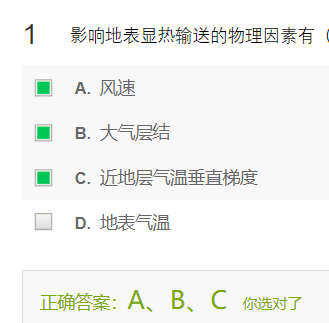 1 影响地表显热输送的物理因素有（
A. 风速
B. 大气层结
C. 近地层气温垂直梯度
D. 地表气温
正确答案：A、B、C 你选对了